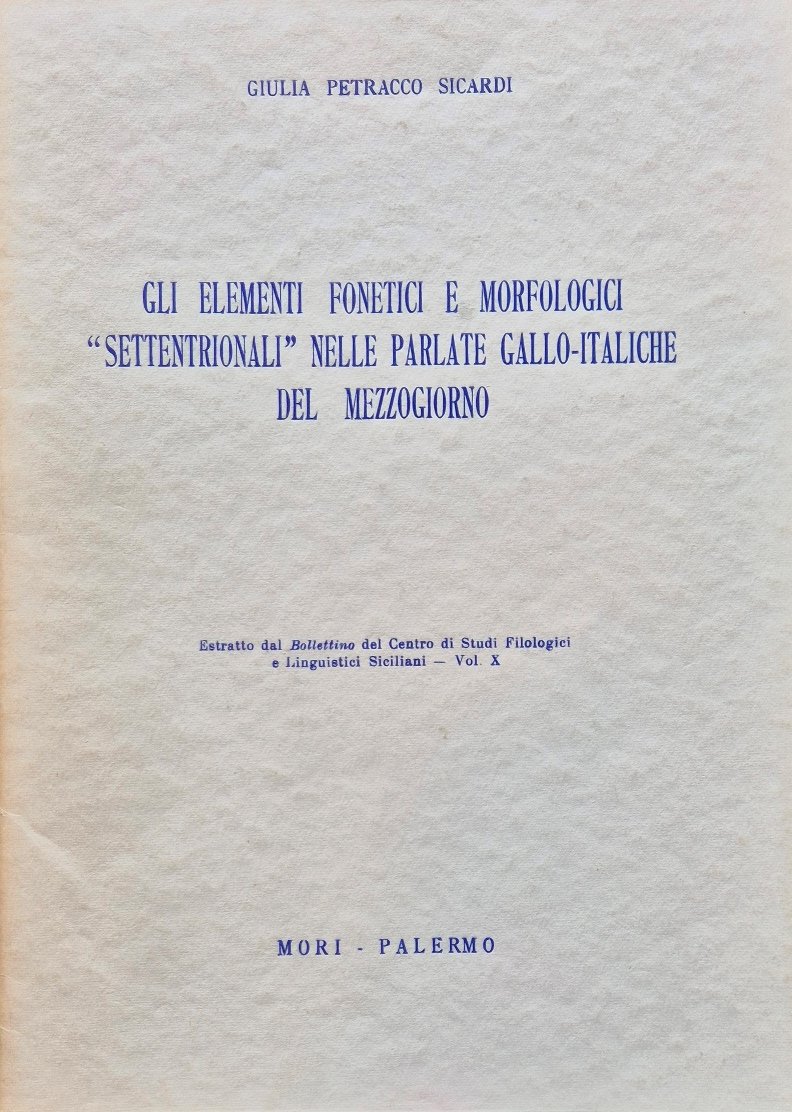 GIULIA PETRACCO SICARDI
GLI ELEMENTI FONETICI E MORFOLOGICI
“SETTENTRIONALI” NELLE PARLATE GALLO-ITALICHE
DEL MEZZOGIORNO
Estratto dal Bollettino del Centro di Studi Filologici
e Linguistici Siciliani — Vol. X
MORI - PALERMO